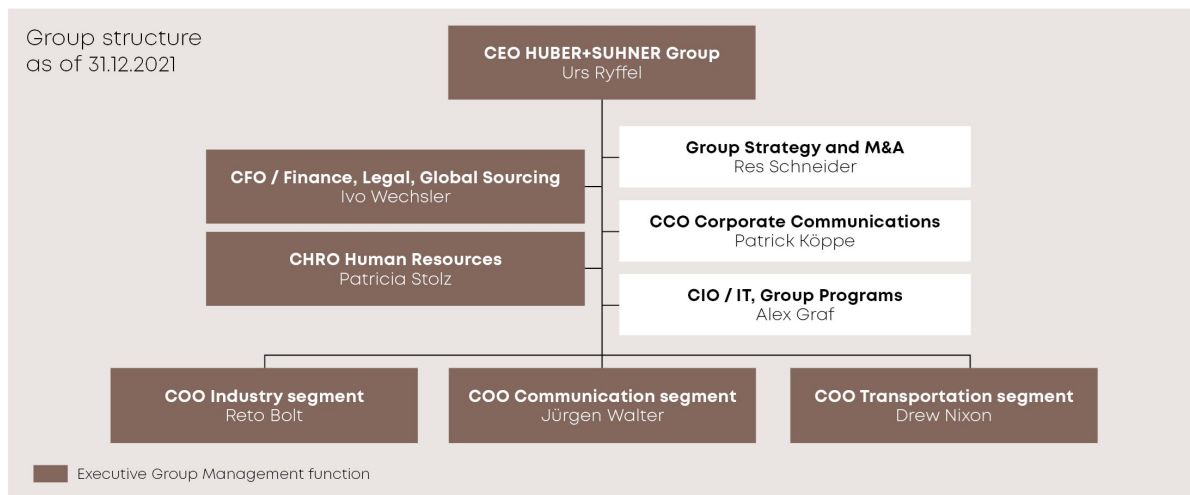 Group structure
as of 31.12.2021
CEO HUBER+SUHNER Group
Urs Ryffel
Group Strategy and M&A
Res Schneider
CFO / Finance, Legal, Global Sourcing
Ivo Wechsler
CCO Corporate Communications
Patrick Köppe
CHRO Human Resources
Patricia Stolz
CIO / IT, Group Programs
Alex Graf
COO Industry segment
Reto Bolt
COO Communication segment
Jürgen Walter
COO Transportation segment
Drew Nixon
Executive Group Management function